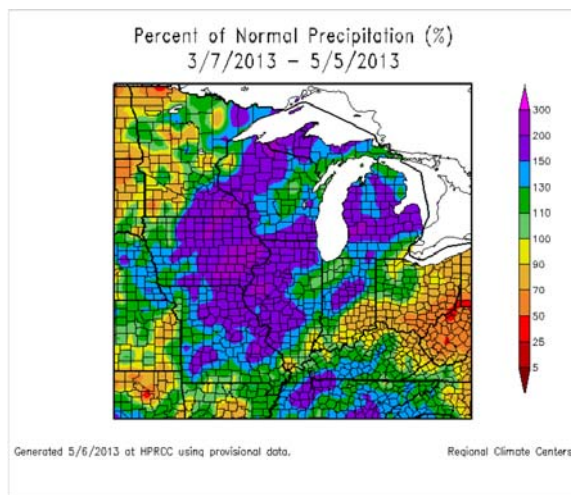 Percent of Normal Precipitation (%)
3/7/2013 – 5/5/2013
300
200
150
130
110
100
90
70
50
25
5
Generated 5/6/2013 at HPRCC using provisional data.
Regional Climate Centers